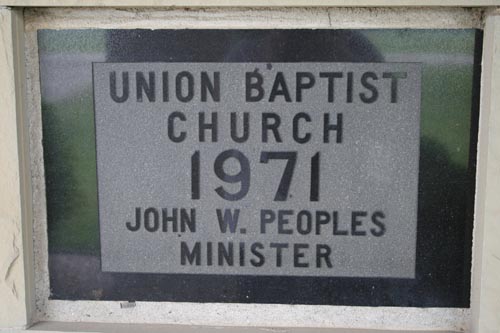 UNION BAPTIST
CHURCH
1971
JOHN W. PEOPLES
MINISTER